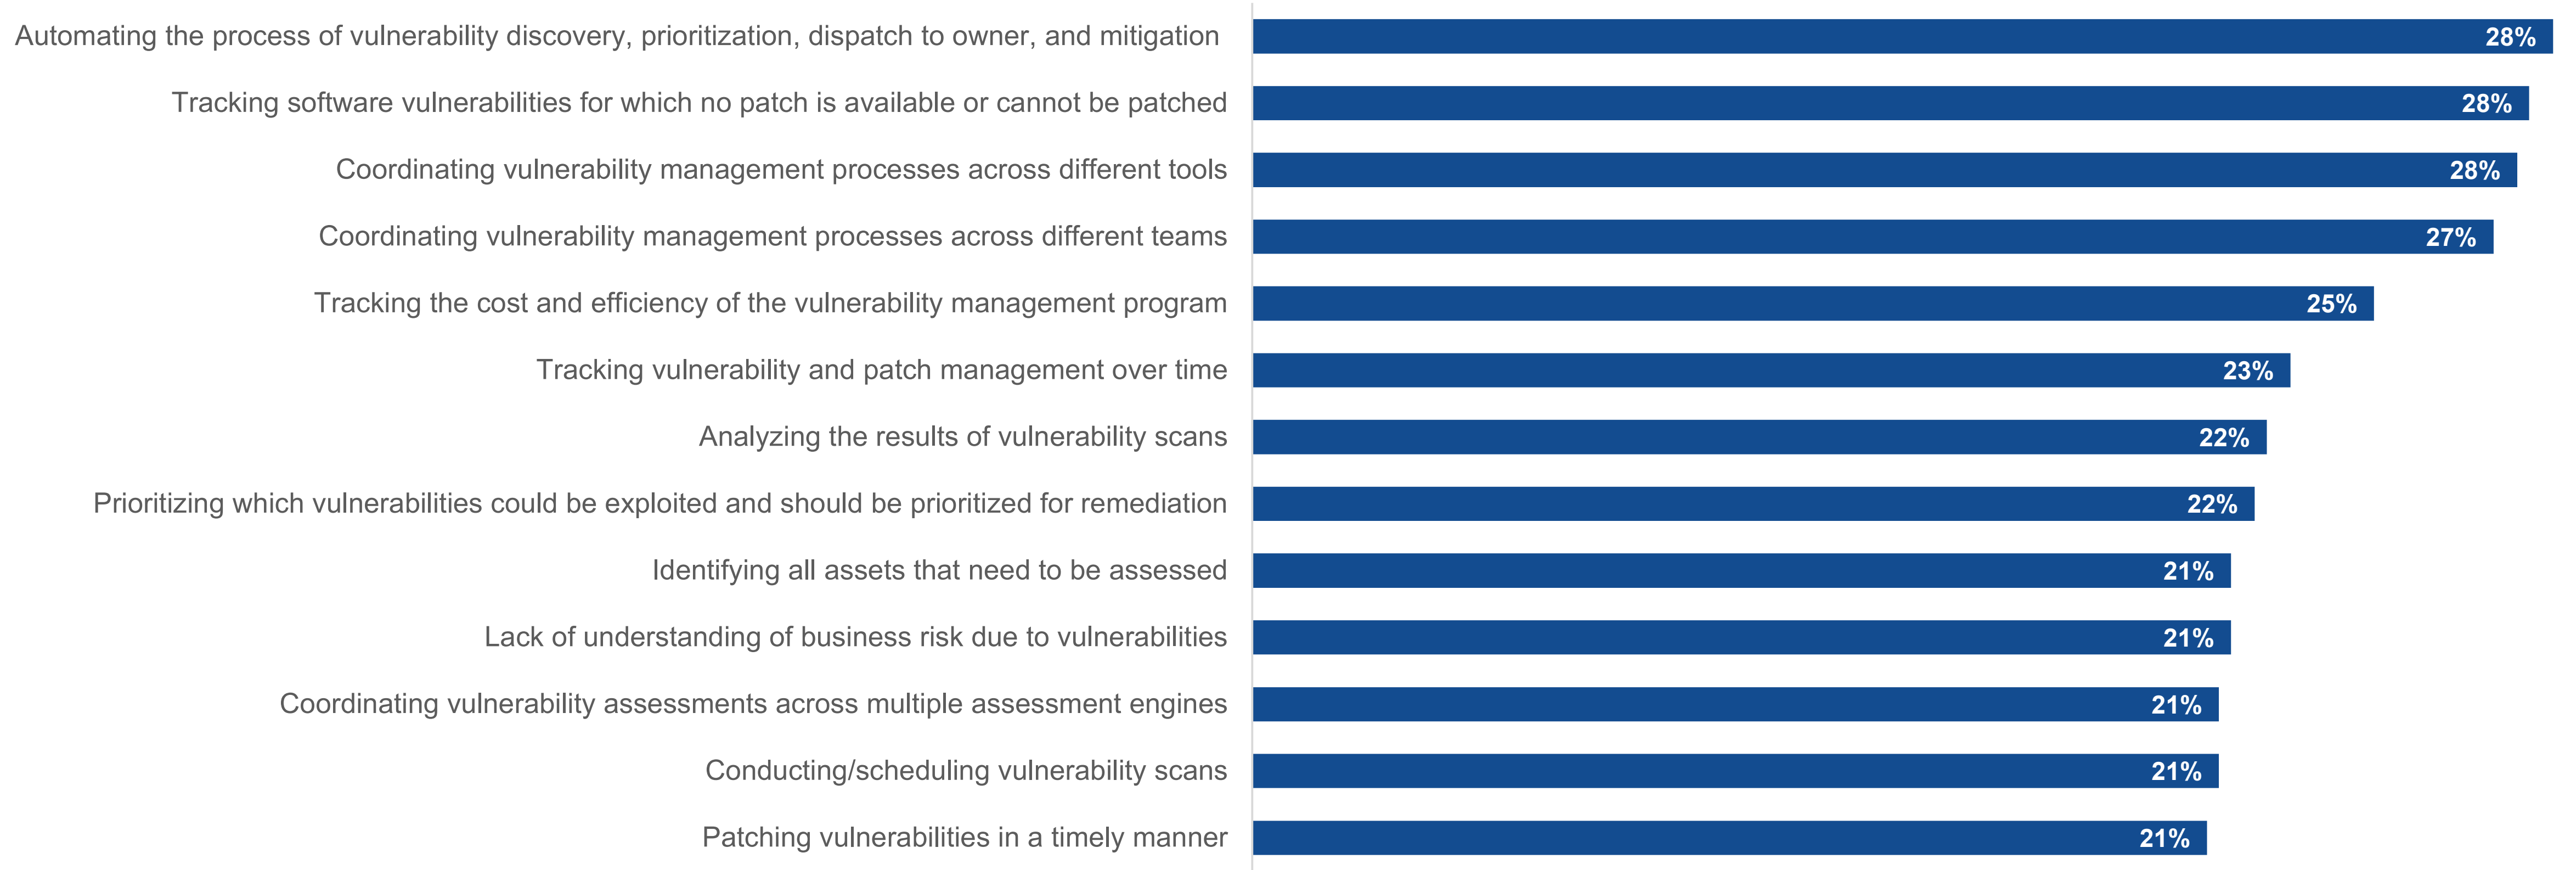 Automating the process of vulnerability discovery, prioritization, dispatch to owner, and mitigation 28%
Tracking software vulnerabilities for which no patch is available or cannot be patched 28%
Coordinating vulnerability management processes across different tools 28%
Coordinating vulnerability management processes across different teams 27%
Tracking the cost and efficiency of the vulnerability management program 25%
Tracking vulnerability and patch management over time 23%
Analyzing the results of vulnerability scans 22%
Prioritizing which vulnerabilities could be exploited and should be prioritized for remediation 22%
Identifying all assets that need to be assessed 21%
Lack of understanding of business risk due to vulnerabilities 21%
Coordinating vulnerability assessments across multiple assessment engines 21%
Conducting/scheduling vulnerability scans 21%
Patching vulnerabilities in a timely manner 21%